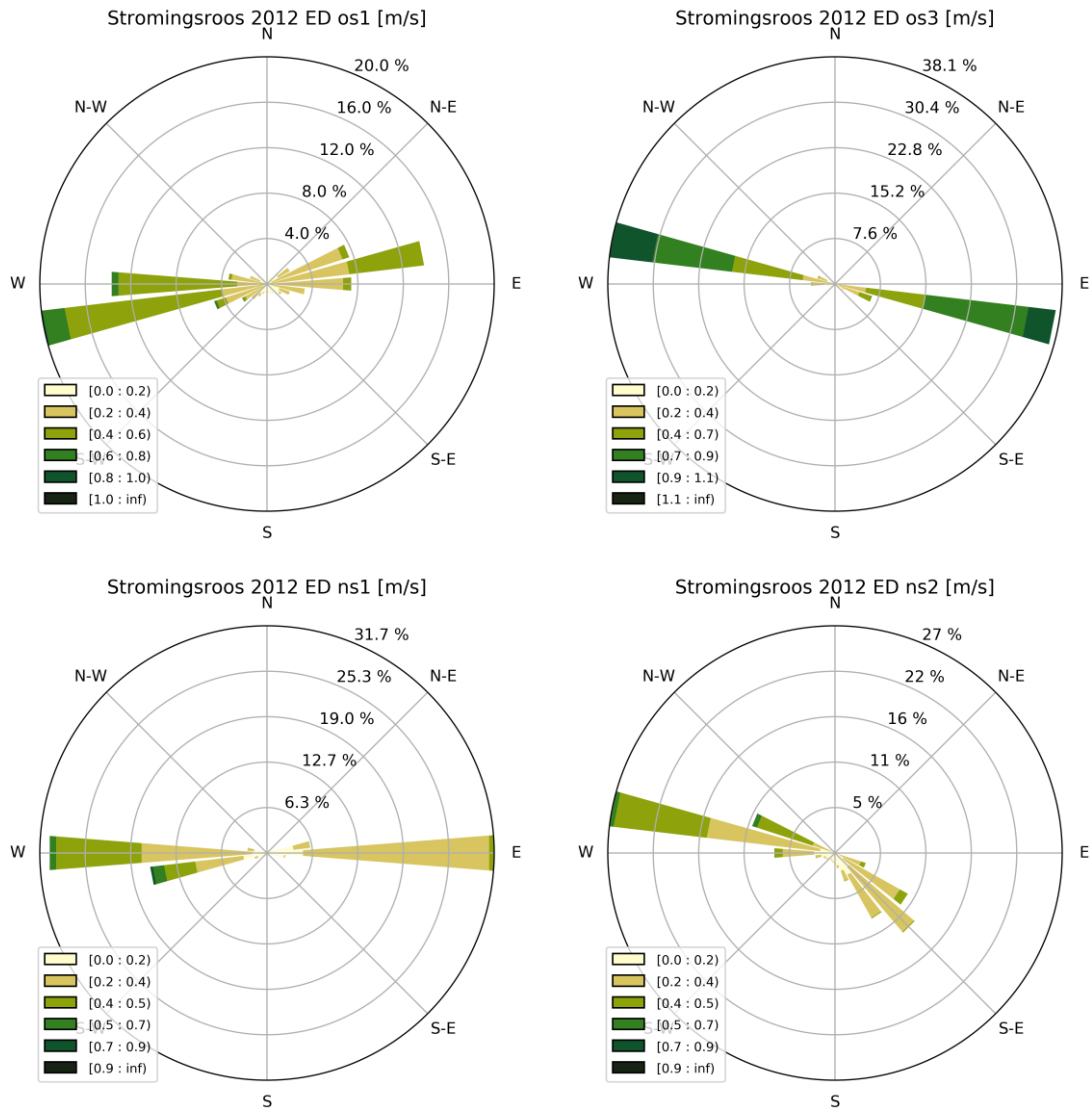 Stromingsroos 2012 ED os1 [m/s]
N
20.0 %
N-W
N-E
16.0 %
12.0 %
8.0 %
4.0 %
W
E
[0.0 : 0.2)
[0.2 : 0.4)
[0.4 : 0.6)
[0.6 : 0.8)
[0.8 : 1.0)
[1.0 : inf)
S-W
S-E
S
Stromingsroos 2012 ED os3 [m/s]
N
38.1 %
N-W
N-E
30.4 %
22.8 %
15.2 %
7.6 %
W
E
[0.0 : 0.2)
[0.2 : 0.4)
[0.4 : 0.7)
[0.7 : 0.9)
[0.9 : 1.1)
[1.1 : inf)
S-W
S-E
S
Stromingsroos 2012 ED ns1 [m/s]
N
31.7 %
N-W
N-E
25.3 %
19.0 %
12.7 %
6.3 %
W
E
[0.0 : 0.2)
[0.2 : 0.4)
[0.4 : 0.5)
[0.5 : 0.7)
[0.7 : 0.9)
[0.9 : inf)
S-W
S-E
S
Stromingsroos 2012 ED ns2 [m/s]
N
27 %
N-W
N-E
22 %
16 %
11 %
5 %
W
E
[0.0 : 0.2)
[0.2 : 0.4)
[0.4 : 0.5)
[0.5 : 0.7)
[0.7 : 0.9)
[0.9 : inf)
S-W
S-E
S